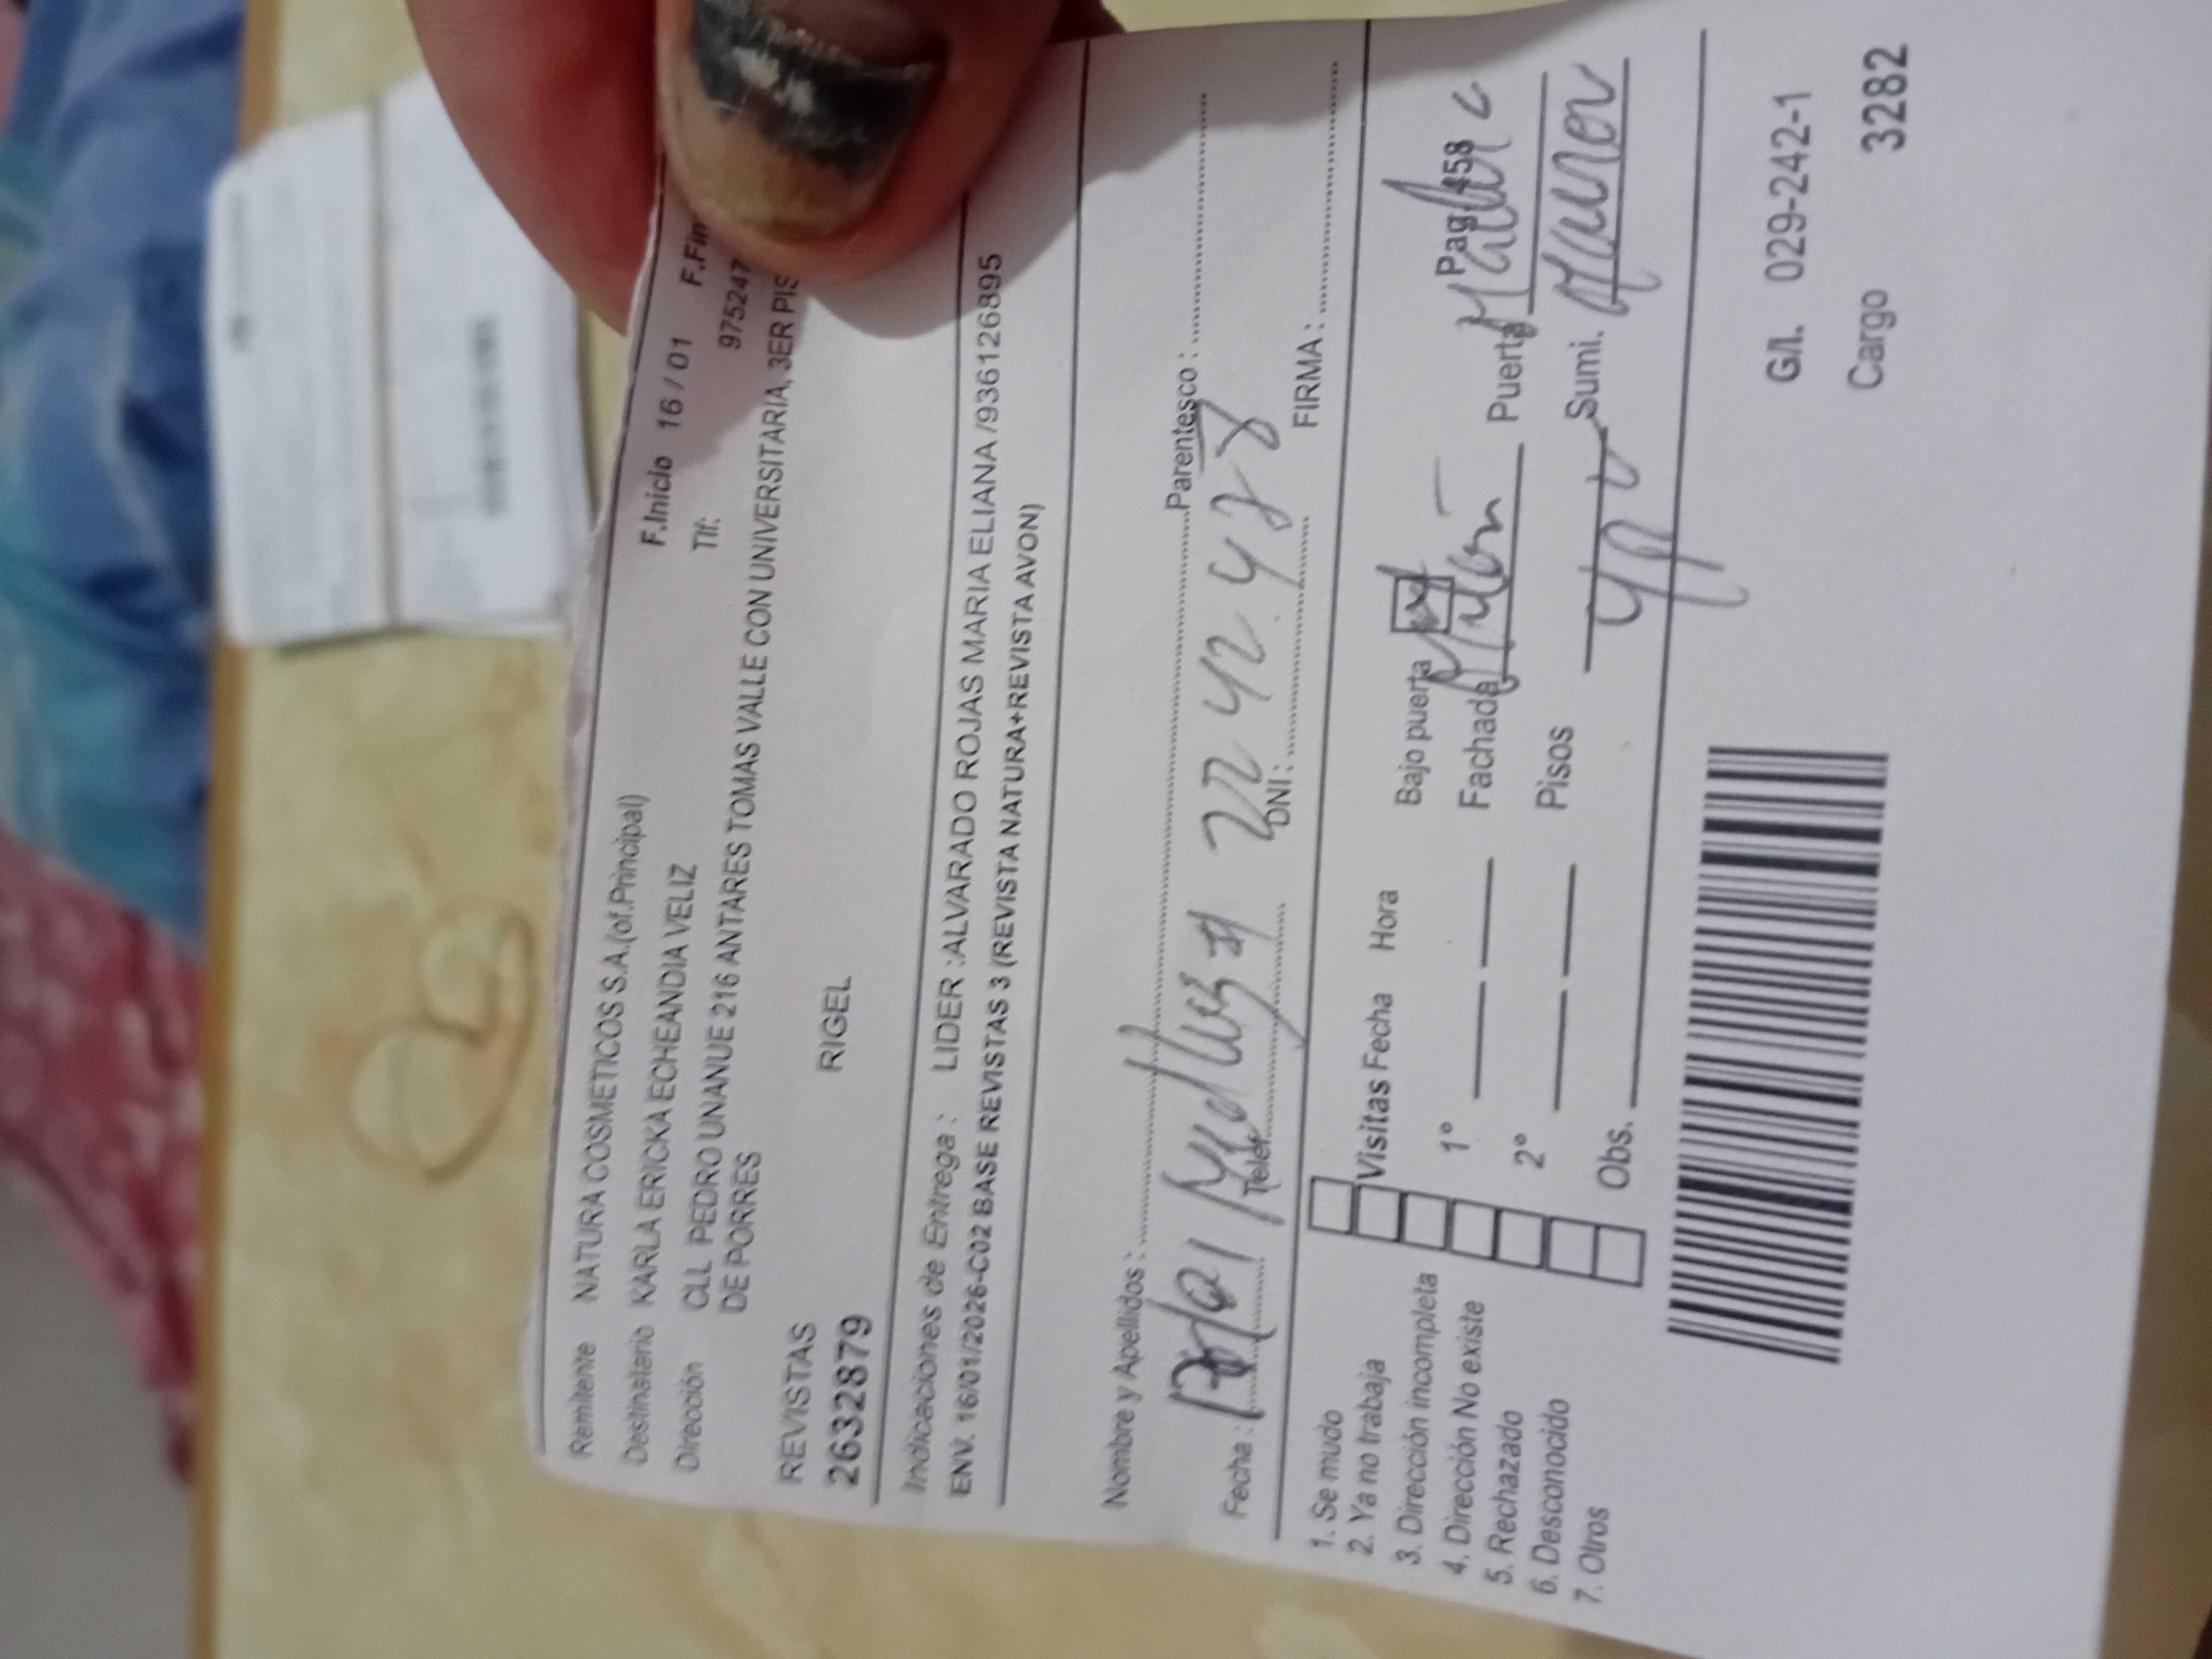 Remitente NATURA COSMETICOS S.A.(of.Principal) F.Inicio 16 / 01 F.Fin
Destinatario KARLA ERICKA ECHEANDIA VELIZ Tlf: 975247
Dirección CLL PEDRO UNANUE 216 ANTARES TOMAS VALLE CON UNIVERSITARIA, 3ER PIS
DE PORRES
REVISTAS
26332879 RIGEL
Indicaciones de Entrega : LIDER :ALVARADO ROJAS MARIA ELIANA /936126895
ENV. 16/01/2026-C02 BASE REVISTAS 3 (REVISTA NATURA+REVISTA AVON)
Nombre y Apellidos : Parentesco :
Fecha : Telef. DNI : FIRMA :
1. Se mudo
2. Ya no trabaja
3. Dirección incompleta
4. Dirección No existe
5. Rechazado
6. Desconocido
7. Otros
Visitas Fecha Hora
1º
2º
Obs.
Bajo puerta Pag. 458
Fachada Puerta
Pisos Sumi.
G/I. 029-242-1
Cargo 3282